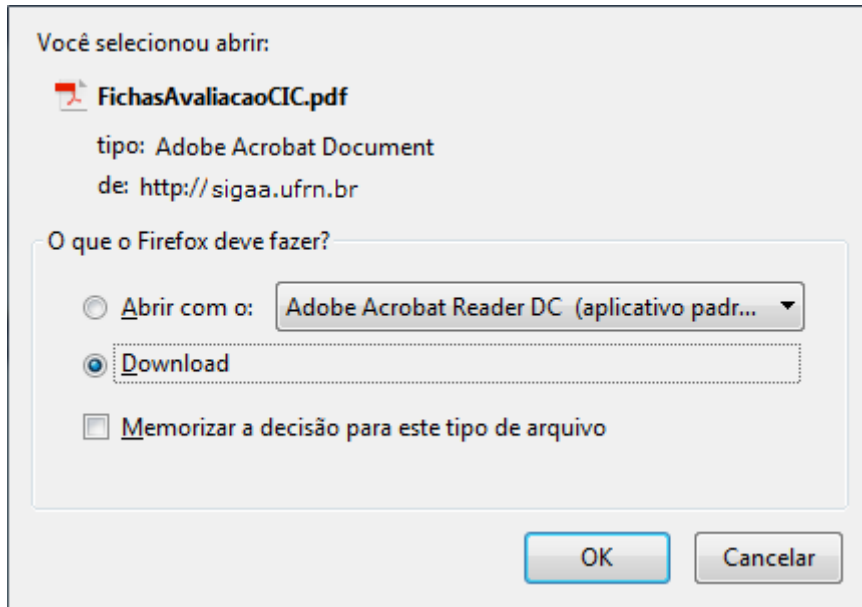 Você selecionou abrir:
FichasAvaliacaoCIC.pdf
tipo: Adobe Acrobat Document
de: http://sigaa.ufrn.br
O que o Firefox deve fazer?
Abrir com o: Adobe Acrobat Reader DC (aplicativo padr...
Download
Memorizar a decisão para este tipo de arquivo
OK Cancelar